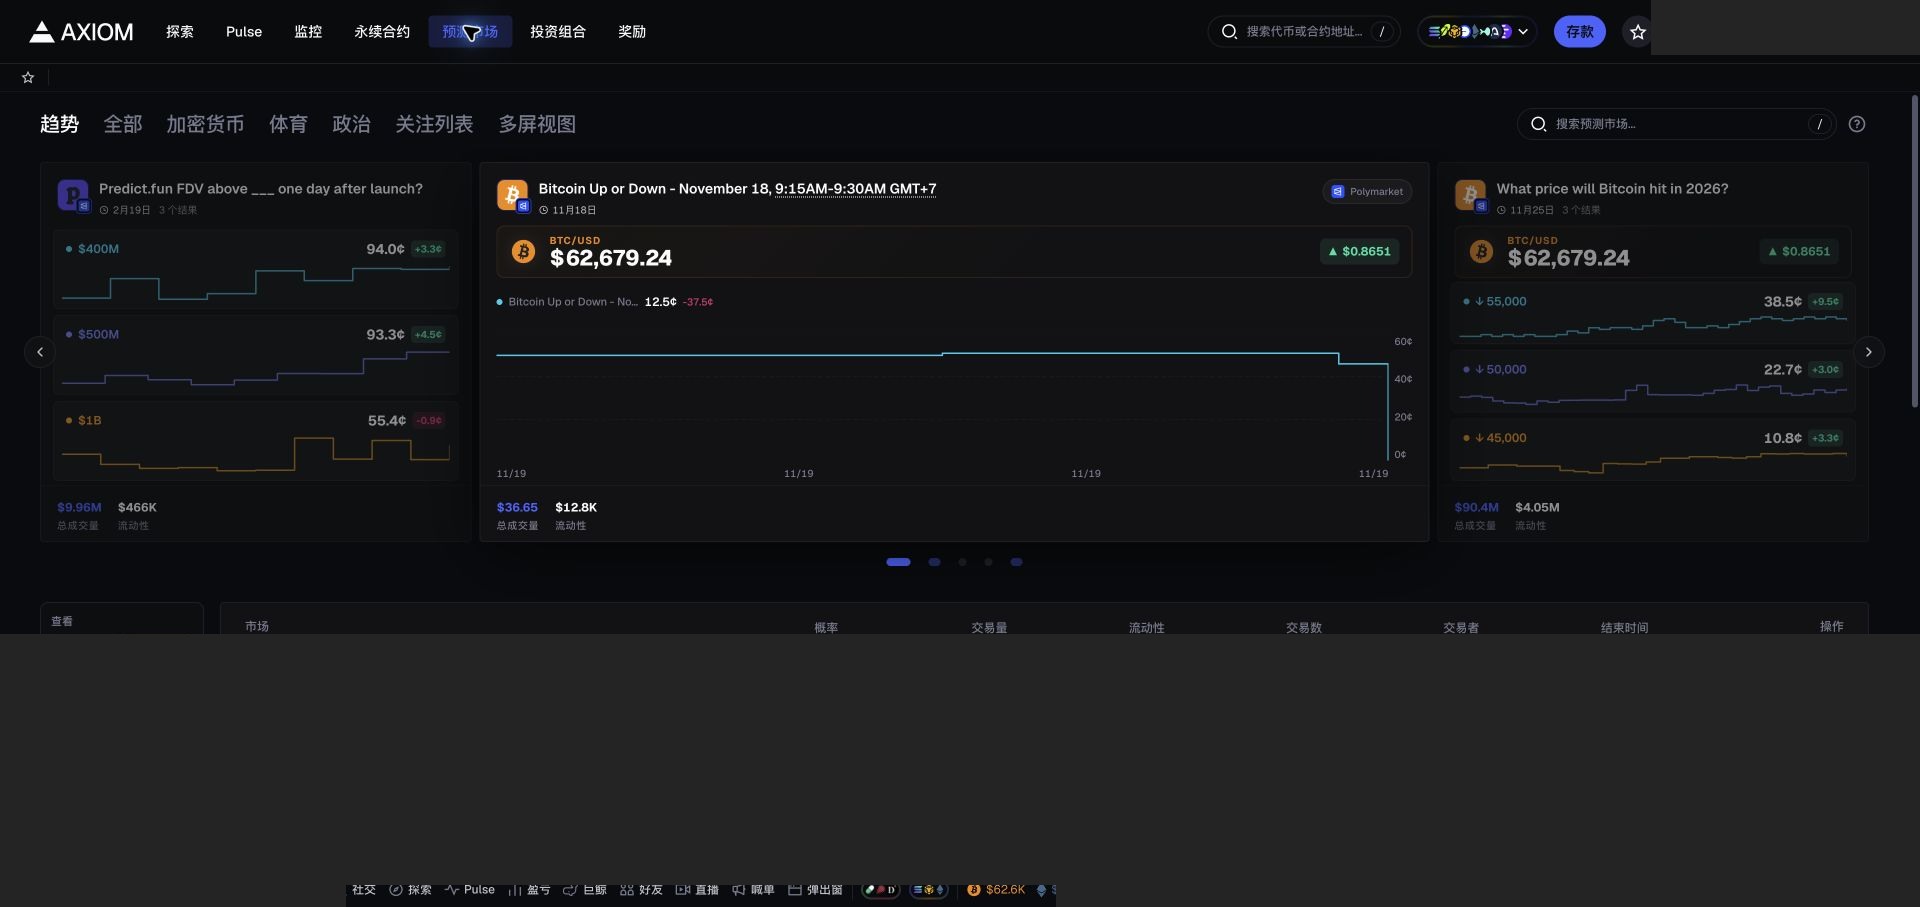 AXIOM 探索 Pulse 监控 永续合约 预测市场 投资组合 奖励 搜索代币或合约地址... / 存款
趋势 全部 加密货币 体育 政治 关注列表 多屏视图 搜索预测市场... / ?
Predict.fun FDV above ___ one day after launch?
2月19日 3 个结果
$400M 94.0¢ +3.3¢
$500M 93.3¢ +4.5¢
$1B 55.4¢ -0.9¢
$9.96M $466K
总成交量 流动性
Bitcoin Up or Down - November 18, 9:15AM-9:30AM GMT+7 Polymarket
11月18日
BTC/USD
$62,679.24 ▲ $0.8651
Bitcoin Up or Down - No... 12.5¢ -37.5¢
60¢
40¢
20¢
0¢
11/19 11/19 11/19 11/19
$36.65 $12.8K
总成交量 流动性
What price will Bitcoin hit in 2026?
11月25日 3 个结果
BTC/USD
$62,679.24 ▲ $0.8651
↓ 55,000 38.5¢ +9.5¢
↓ 50,000 22.7¢ +3.0¢
↓ 45,000 10.8¢ +3.3¢
$90.4M $4.05M
总成交量 流动性
查看
市场 概率 交易量 流动性 交易数 交易者 结束时间 操作
社交 探索 Pulse 盈亏 巨鲸 好友 直播 喊单 弹出窗 $62.6K